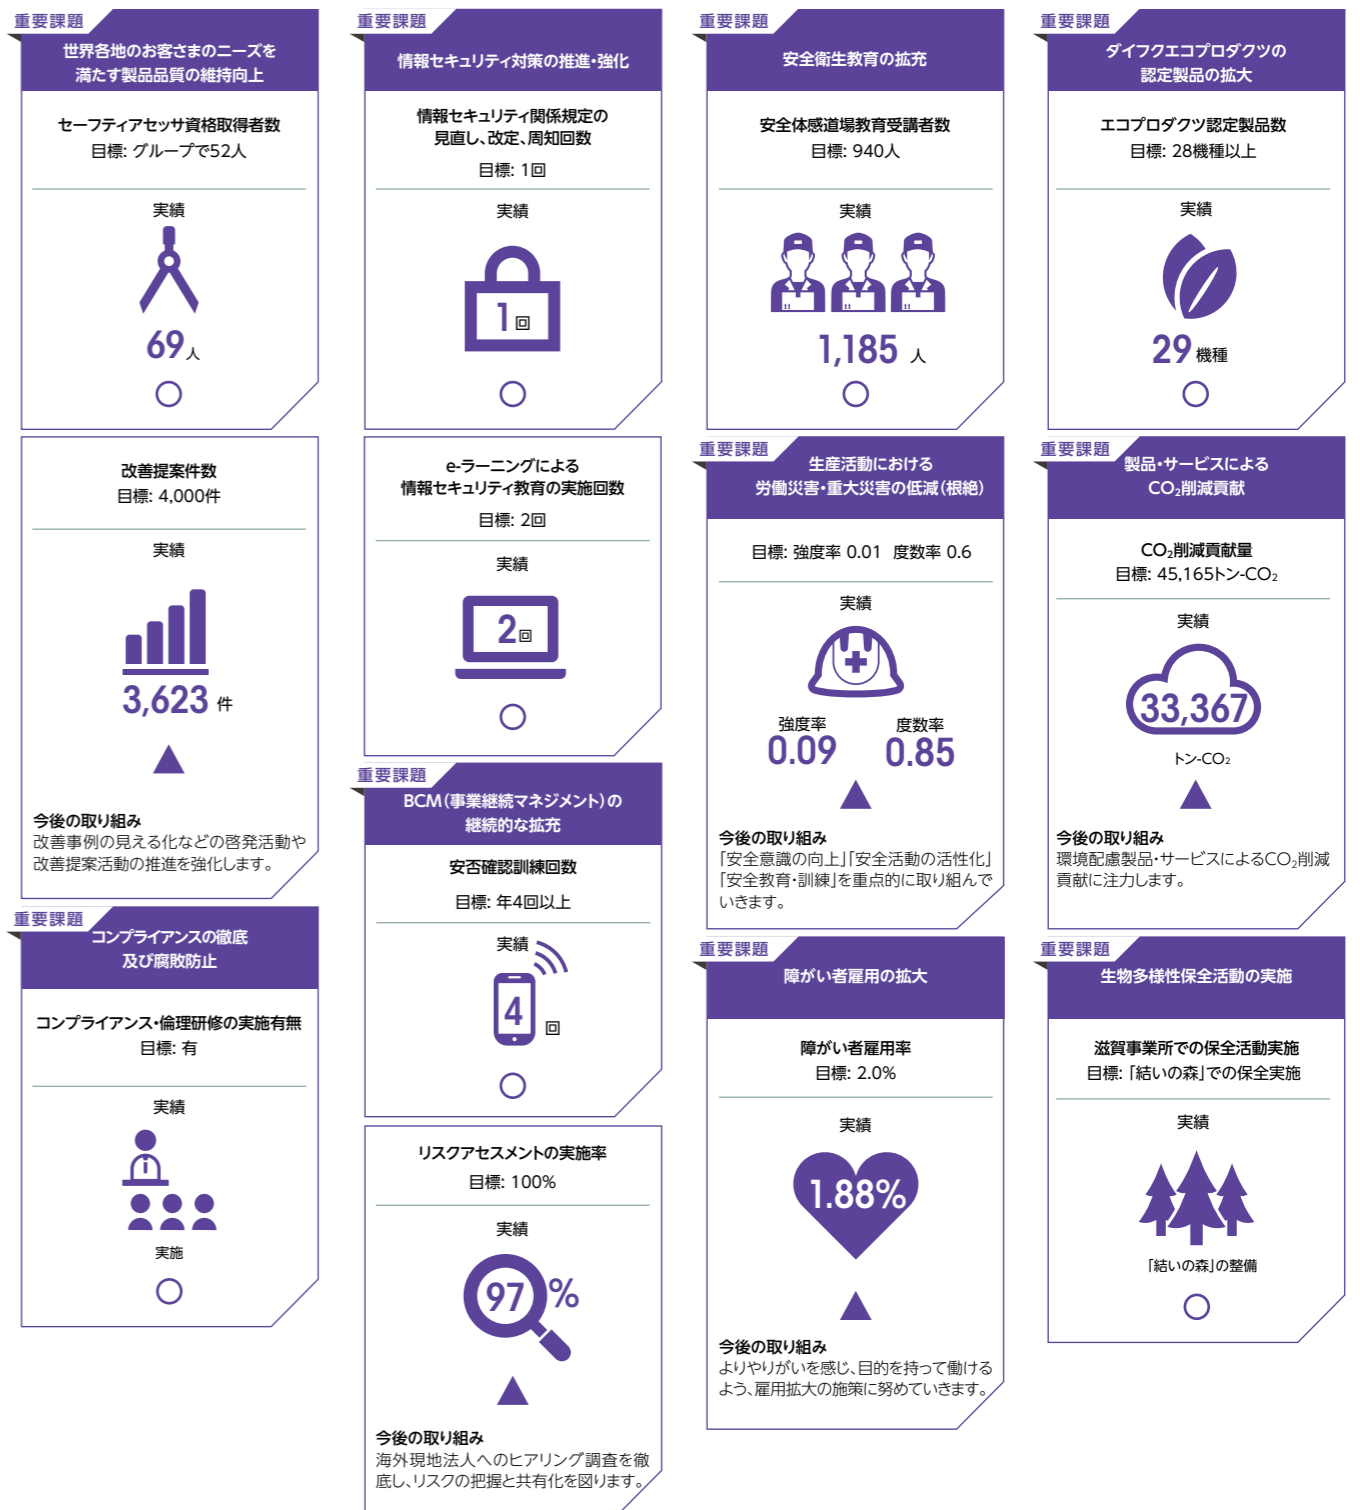 重要課題
世界各地のお客さまのニーズを
満たす製品品質の維持向上
セーフティアセッサ資格取得者数
目標: グループで52人
実績
69人
○
改善提案件数
目標: 4,000件
実績
3,623 件
▲
今後の取り組み
改善事例の見える化などの啓発活動や
改善提案活動の推進を強化します。
重要課題
コンプライアンスの徹底
及び腐敗防止
コンプライアンス・倫理研修の実施有無
目標: 有
実績
実施
○
重要課題
情報セキュリティ対策の推進・強化
情報セキュリティ関係規定の
見直し、改定、周知回数
目標: 1回
実績
1回
○
e-ラーニングによる
情報セキュリティ教育の実施回数
目標: 2回
実績
2回
○
重要課題
BCM(事業継続マネジメント)の
継続的な拡充
安否確認訓練回数
目標: 年4回以上
実績
4 回
○
リスクアセスメントの実施率
目標: 100%
実績
97%
▲
今後の取り組み
海外現地法人へのヒアリング調査を徹
底し、リスクの把握と共有化を図ります。
重要課題
安全衛生教育の拡充
安全体感道場教育受講者数
目標: 940人
実績
1,185 人
○
重要課題
生産活動における
労働災害・重大災害の低減(根絶)
目標: 強度率 0.01 度数率 0.6
実績
強度率 度数率
0.09 0.85
▲
今後の取り組み
「安全意識の向上」「安全活動の活性化」
「安全教育・訓練」を重点的に取り組んで
いきます。
重要課題
障がい者雇用の拡大
障がい者雇用率
目標: 2.0%
実績
1.88%
▲
今後の取り組み
よりやりがいを感じ、目的を持って働ける
よう、雇用拡大の施策に努めていきます。
重要課題
ダイフクエコプロダクツの
認定製品の拡大
エコプロダクツ認定製品数
目標: 28機種以上
実績
29機種
○
重要課題
製品・サービスによる
CO₂削減貢献
CO₂削減貢献量
目標: 45,165トン-CO₂
実績
33,367
トン-CO₂
▲
今後の取り組み
環境配慮製品・サービスによるCO₂削減
貢献に注力します。
重要課題
生物多様性保全活動の実施
滋賀事業所での保全活動実施
目標: 「結いの森」での保全実施
実績
「結いの森」の整備
○